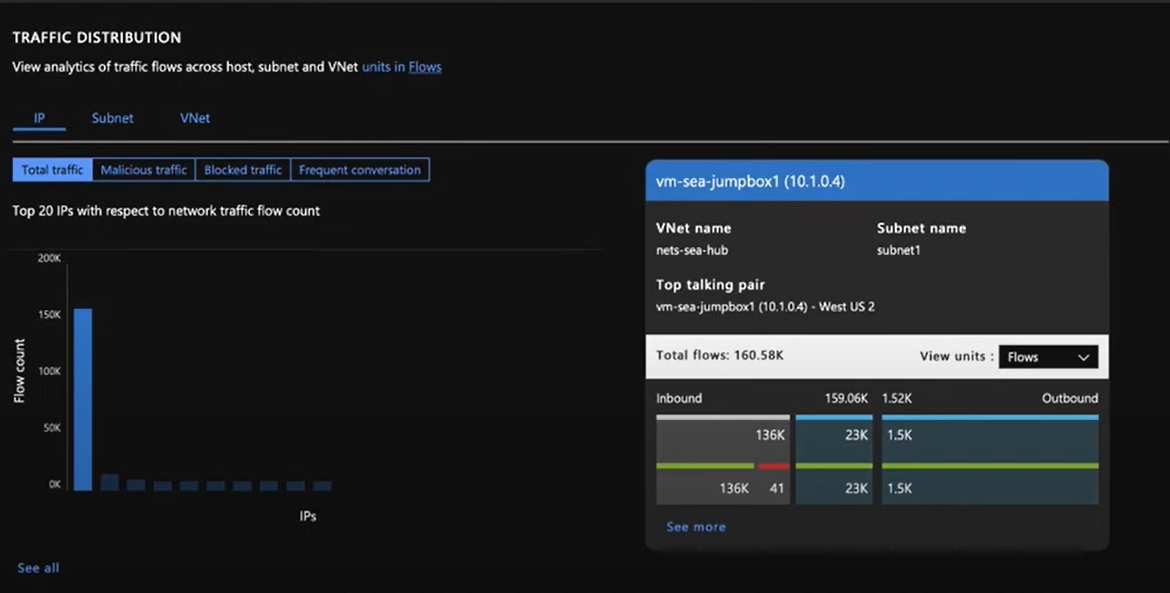 TRAFFIC DISTRIBUTION
View analytics of traffic flows across host, subnet and VNet units in Flows
IP Subnet VNet
Total traffic Malicious traffic Blocked traffic Frequent conversation
Top 20 IPs with respect to network traffic flow count
200K
150K
100K
50K
0K
Flow count
IPs
See all
vm-sea-jumpbox1 (10.1.0.4)
VNet name Subnet name
nets-sea-hub subnet1
Top talking pair
vm-sea-jumpbox1 (10.1.0.4) - West US 2
Total flows: 160.58K View units : Flows
Inbound 159.06K 1.52K Outbound
136K 23K 1.5K
136K 41 23K 1.5K
See more